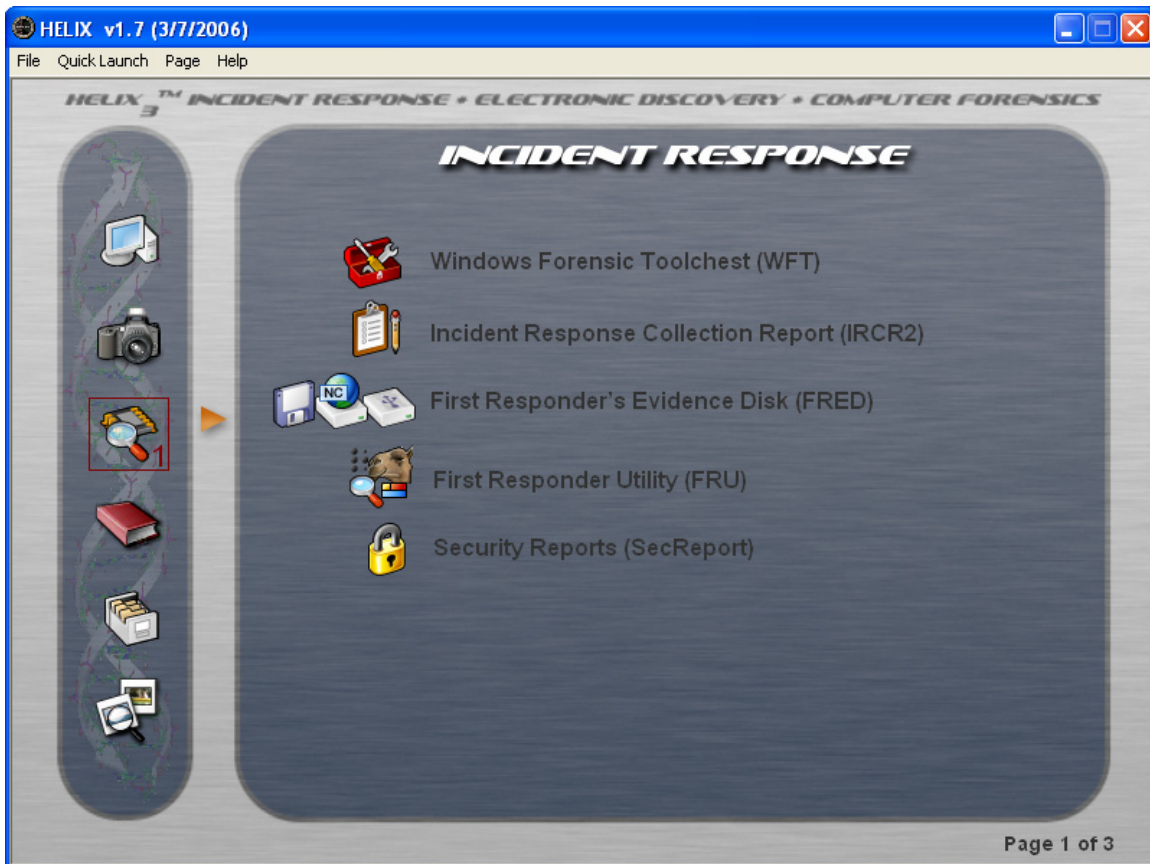 HELIX v1.7 (3/7/2006)
File Quick Launch Page Help
HELIX3™ INCIDENT RESPONSE • ELECTRONIC DISCOVERY • COMPUTER FORENSICS
INCIDENT RESPONSE
Windows Forensic Toolchest (WFT)
Incident Response Collection Report (IRCR2)
NC
First Responder's Evidence Disk (FRED)
1
First Responder Utility (FRU)
Security Reports (SecReport)
Page 1 of 3